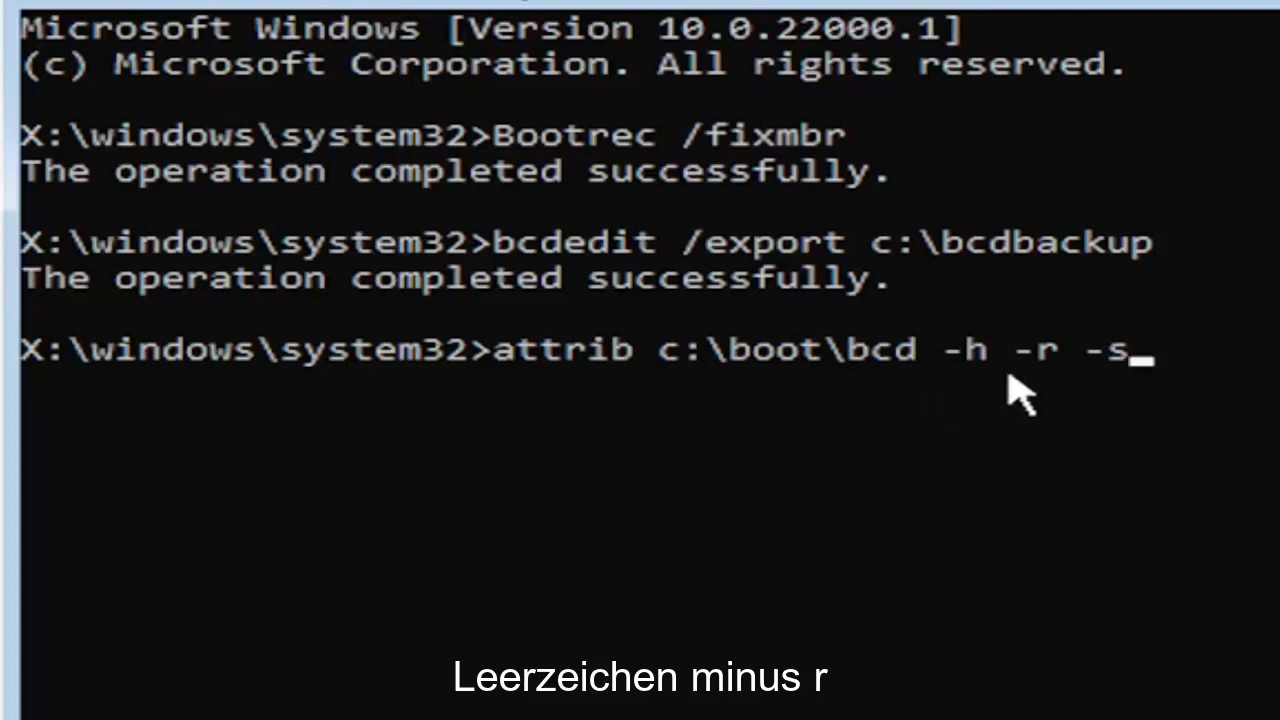 Microsoft Windows [Version 10.0.22000.1]
(c) Microsoft Corporation. All rights reserved.
X:\windows\system32>Bootrec /fixmbr
The operation completed successfully.
X:\windows\system32>bcdedit /export c:\bcdbackup
The operation completed successfully.
X:\windows\system32>attrib c:\boot\bcd -h -r -s
Leerzeichen minus r